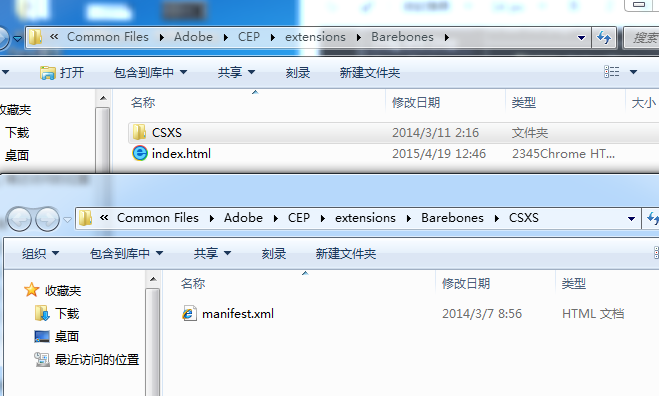 « Common Files ▸ Adobe ▸ CEP ▸ extensions ▸ Barebones ▸
搜索
打开 包含到库中 共享 刻录 新建文件夹
收藏夹 名称 修改日期 类型 大小
下载 CSXS 2014/3/11 2:16 文件夹
桌面 index.html 2015/4/19 12:46 2345Chrome HT...
« Common Files ▸ Adobe ▸ CEP ▸ extensions ▸ Barebones ▸ CSXS
组织 包含到库中 共享 刻录 新建文件夹
收藏夹 名称 修改日期 类型
下载 manifest.xml 2014/3/7 8:56 HTML 文档
桌面
最近访问的位置